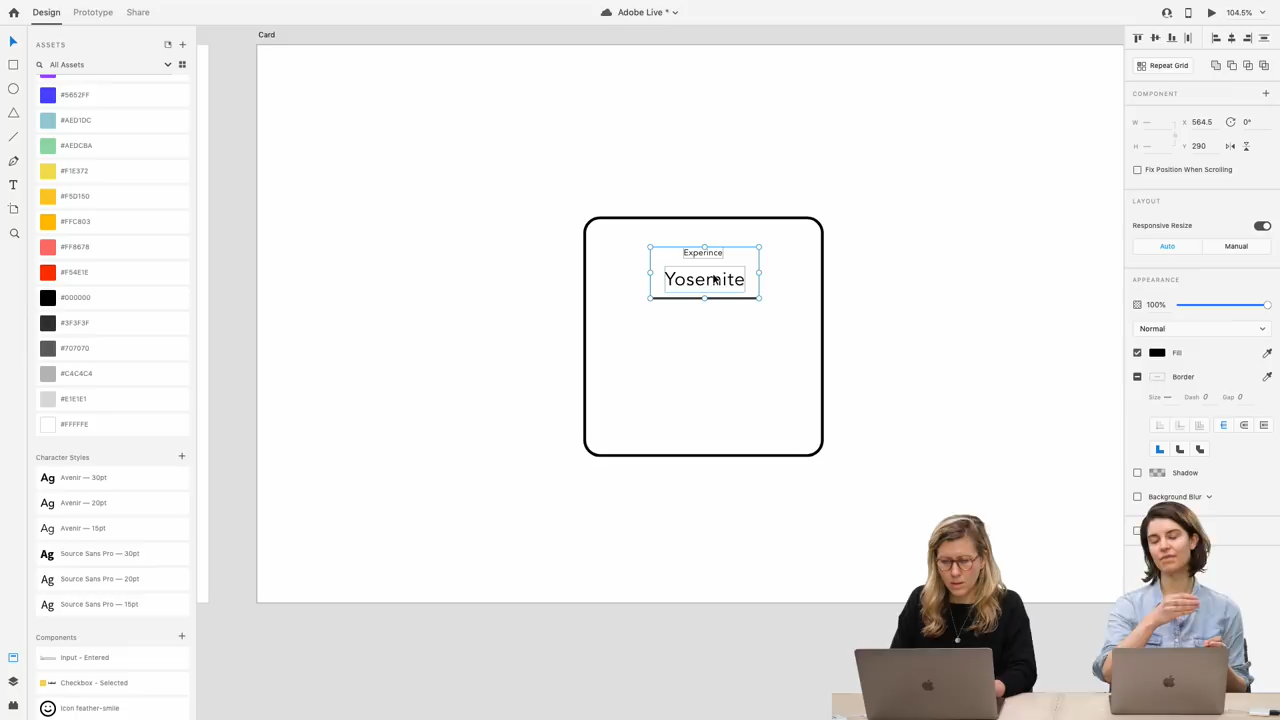 Design Prototype Share
Adobe Live *
104.5%
ASSETS
All Assets
#5652FF
#AED1DC
#AEDCBA
#F1E372
#F5D150
#FFC803
#FF8678
#F54E1E
#000000
#3F3F3F
#707070
#C4C4C4
#E1E1E1
#FFFFFE
Character Styles
Ag Avenir — 30pt
Ag Avenir — 20pt
Ag Avenir — 15pt
Ag Source Sans Pro — 30pt
Ag Source Sans Pro — 20pt
Ag Source Sans Pro — 15pt
Components
Input - Entered
Checkbox - Selected
Icon feather-smile
Card
Experince
Yosemite
Repeat Grid
COMPONENT
W — X 564.5 0°
H — Y 290
Fix Position When Scrolling
LAYOUT
Responsive Resize
Auto Manual
APPEARANCE
100%
Normal
Fill
Border
Size — Dash 0 Gap 0
Shadow
Background Blur